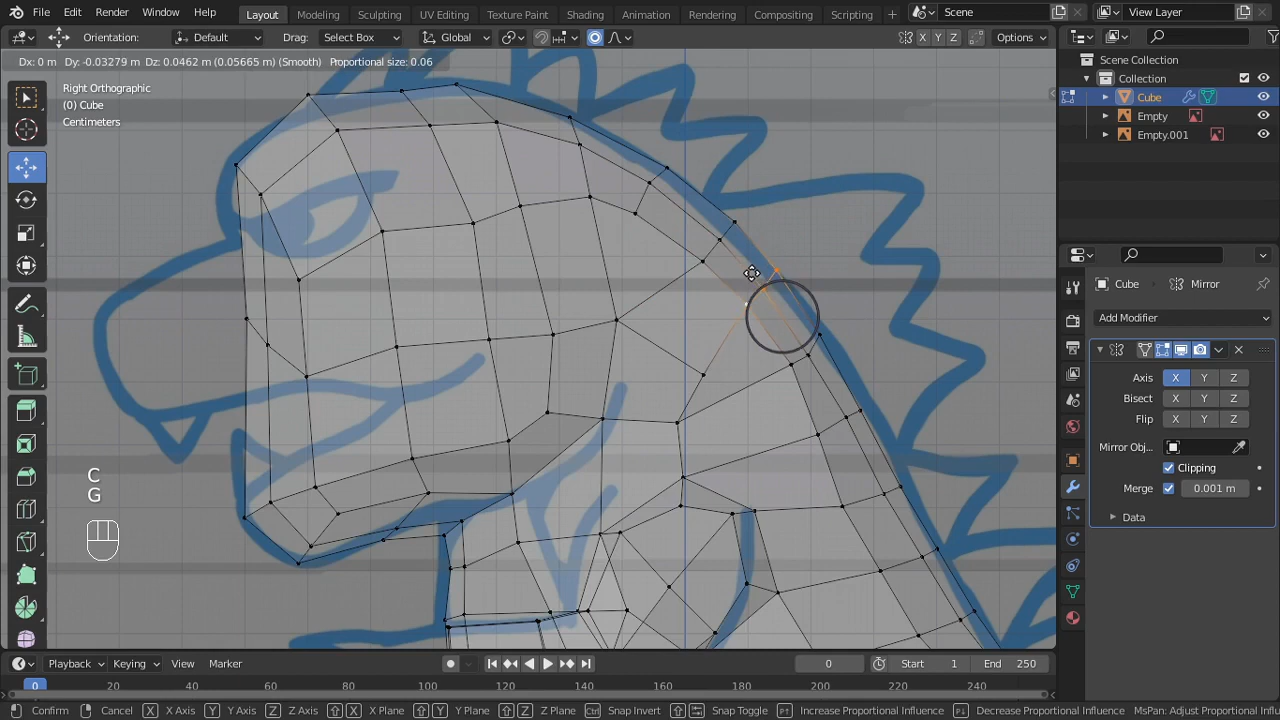 File Edit Render Window Help Layout Modeling Sculpting UV Editing Texture Paint Shading Animation Rendering Compositing Scripting + Scene View Layer
Orientation: Default Drag: Select Box Global X Y Z Options
Dx: 0 m Dy: -0.03279 m Dz: 0.0462 m (0.05665 m) (Smooth) Proportional size: 0.06
Right Orthographic
(0) Cube
Centimeters
C
G
Scene Collection
Collection
Cube
Empty
Empty.001
Cube Mirror
Add Modifier
Axis X Y Z
Bisect X Y Z
Flip X Y Z
Mirror Obj...
Clipping
Merge 0.001 m
Data
Playback Keying View Marker 0 Start 1 End 250
0 20 40 60 80 100 120 140 160 180 200 220 240
Confirm Cancel X X Axis Y Y Axis Z Z Axis X X Plane Y Y Plane Z Z Plane Ctrl Snap Invert Snap Toggle Increase Proportional Influence Decrease Proportional Influence MsPan: Adjust Proportional Infl